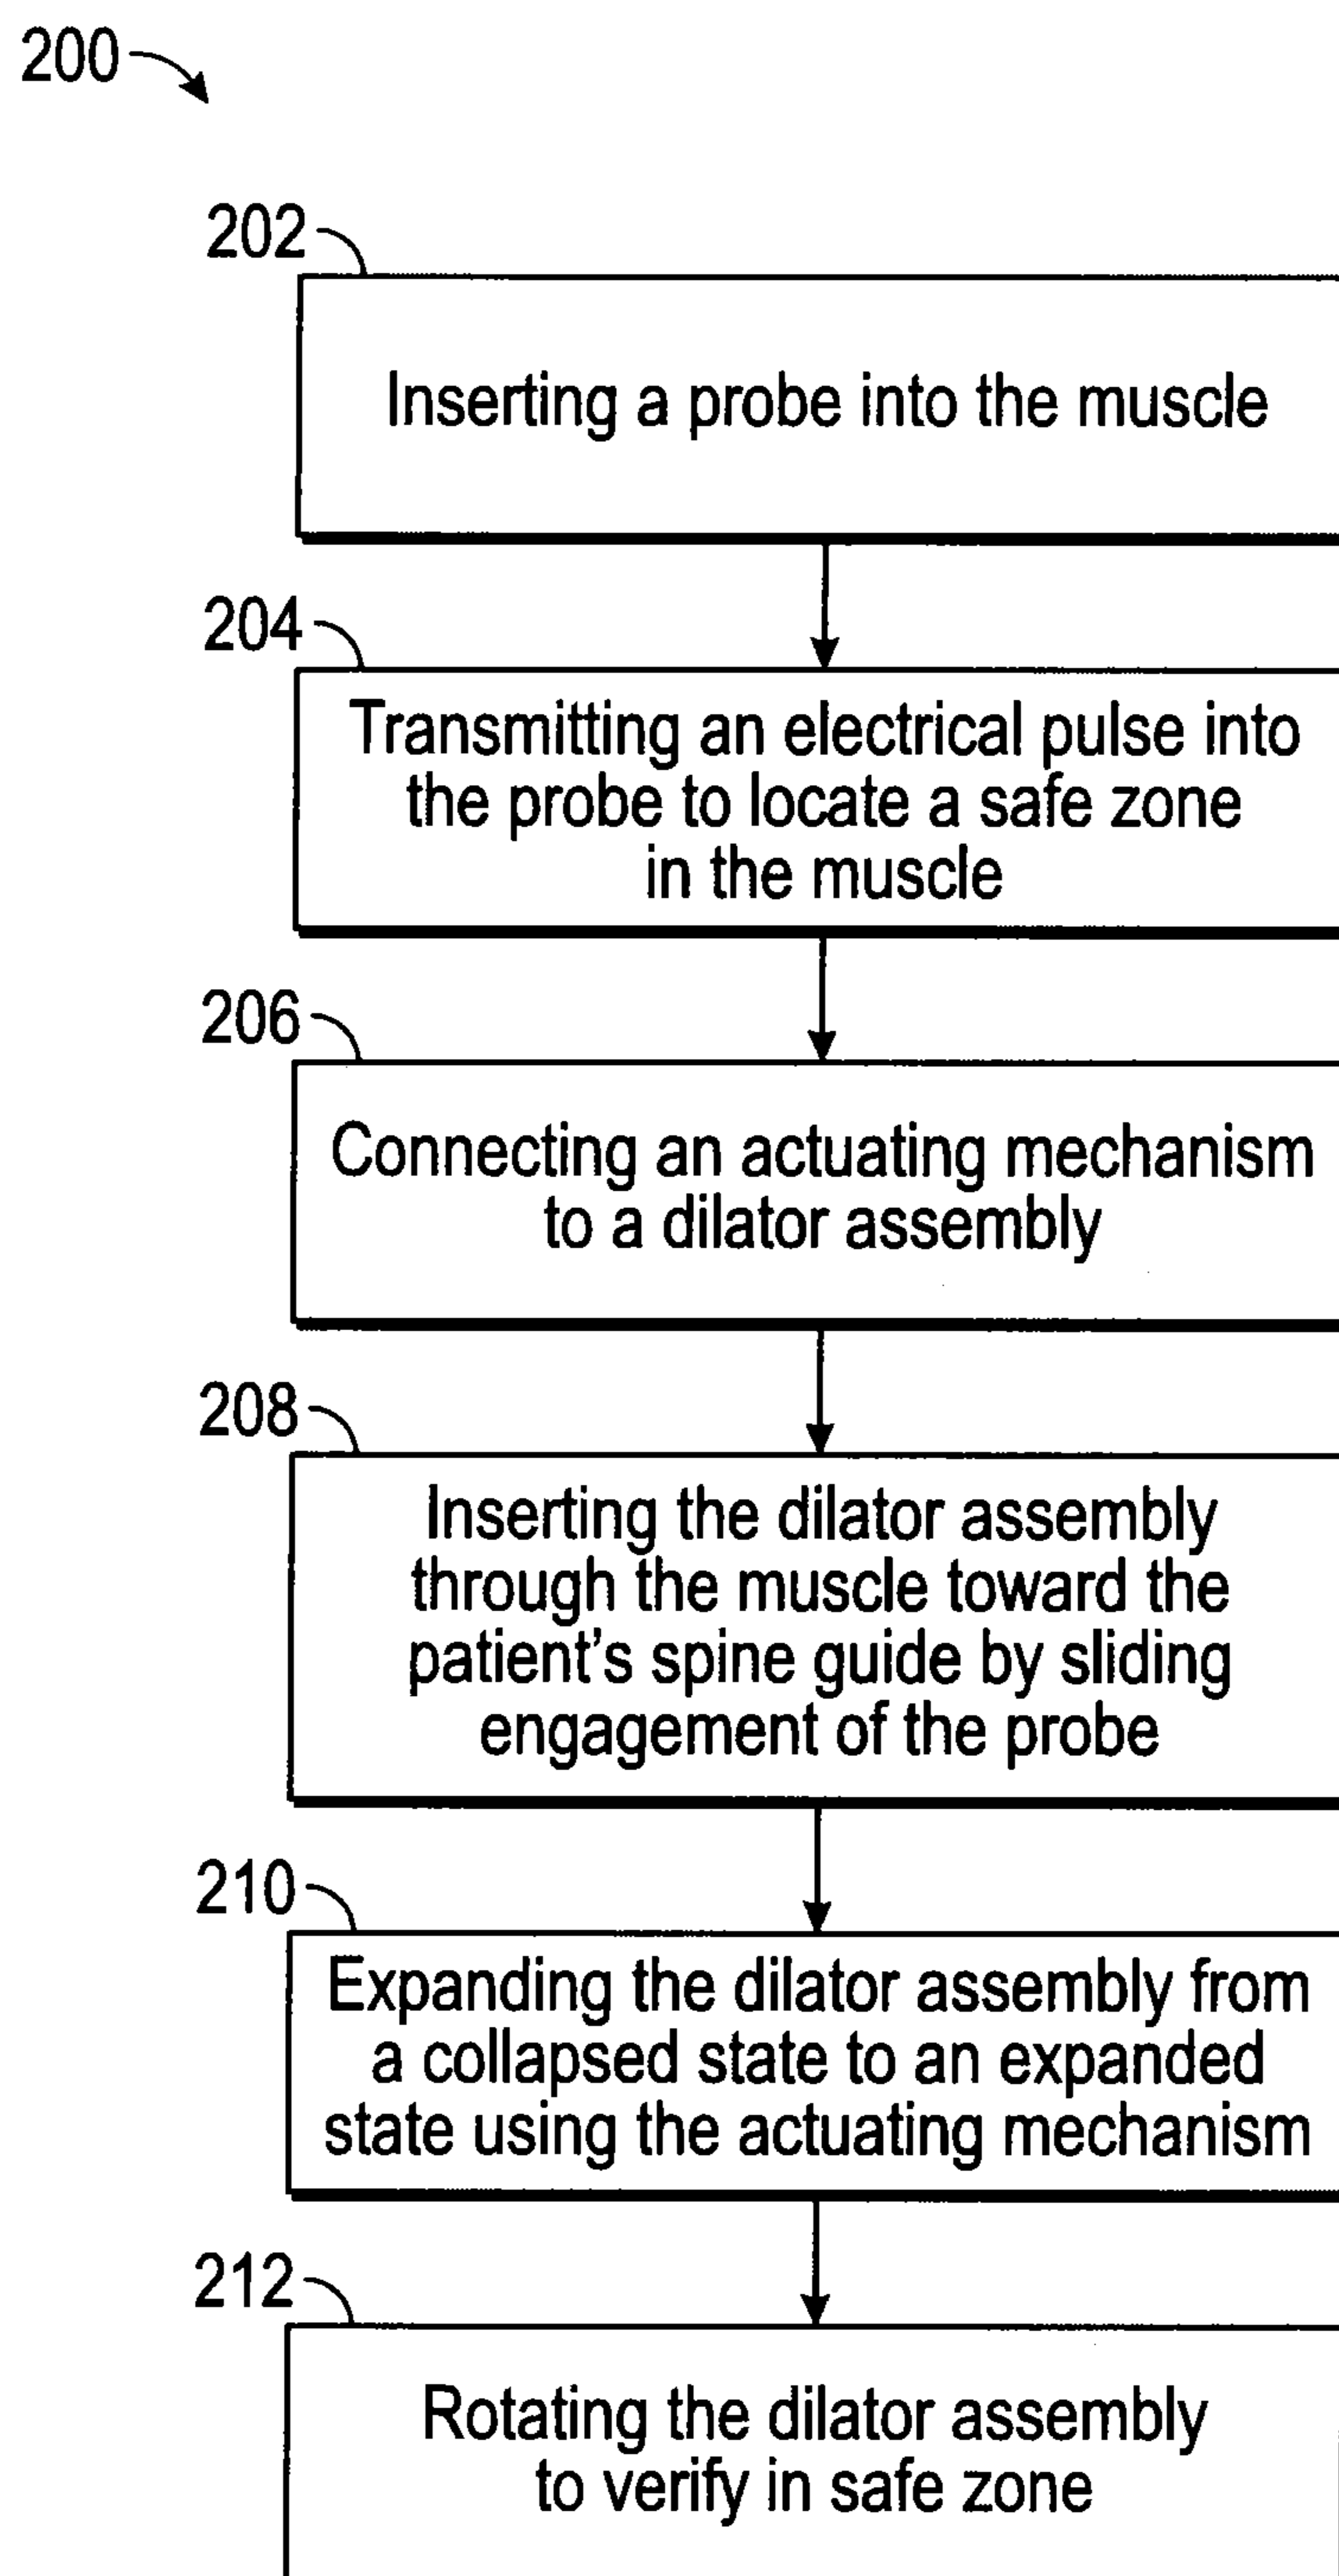 200
202
Inserting a probe into the muscle
204
Transmitting an electrical pulse into
the probe to locate a safe zone
in the muscle
206
Connecting an actuating mechanism
to a dilator assembly
208
Inserting the dilator assembly
through the muscle toward the
patient's spine guide by sliding
engagement of the probe
210
Expanding the dilator assembly from
a collapsed state to an expanded
state using the actuating mechanism
212
Rotating the dilator assembly
to verify in safe zone